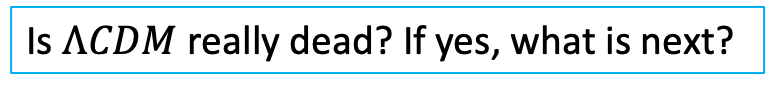 Is ΛCDM really dead? If yes, what is next?